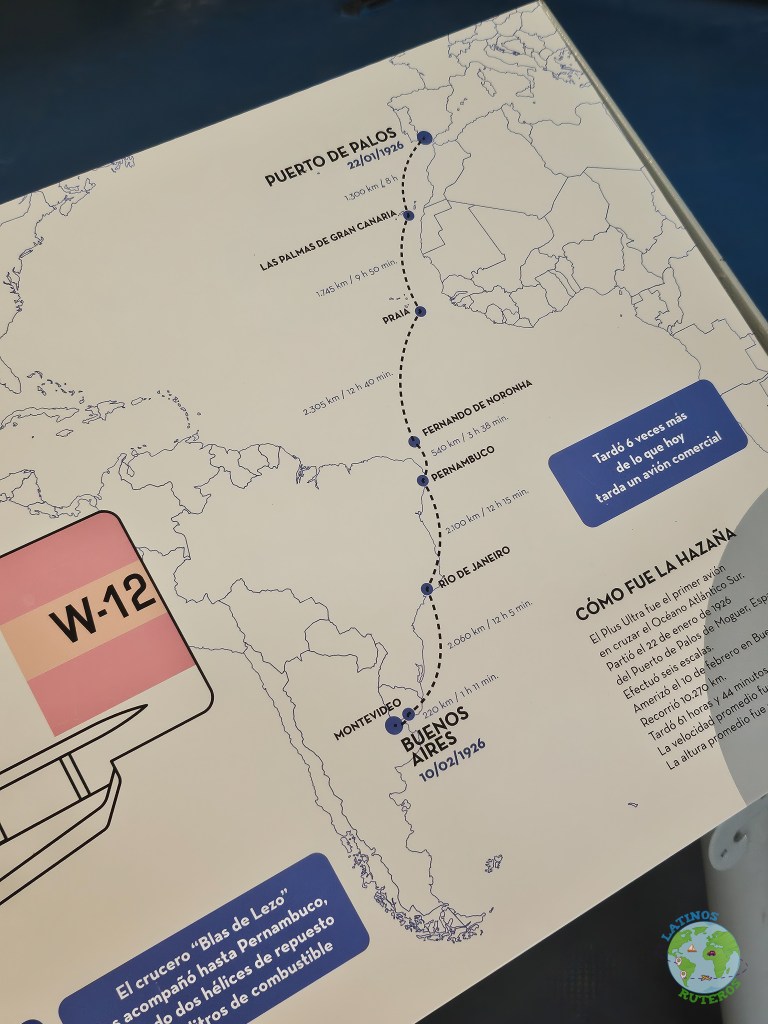 PUERTO DE PALOS
22/01/1926
1.300 km / 8 h
LAS PALMAS DE GRAN CANARIA
1.745 km / 9 h 50 min.
PRAIA
2.305 km / 12 h 40 min.
FERNANDO DE NORONHA
540 km / 3 h 38 min.
PERNAMBUCO
2.100 km / 12 h 15 min.
RÍO DE JANEIRO
2.060 km / 12 h 5 min.
220 km / 1 h 11 min.
MONTEVIDEO
BUENOS
AIRES
10/02/1926
Tardó 6 veces más
de lo que hoy
tarda un avión comercial
CÓMO FUE LA HAZAÑA
El Plus Ultra fue el primer avión
en cruzar el Océano Atlántico Sur.
Partió el 22 de enero de 1926
del Puerto de Palos de Moguer, Espa
Efectuó seis escalas.
Amerizó el 10 de febrero en Bue
Recorrió 10.270 km.
Tardó 61 horas y 44 minutos
La velocidad promedio fu
La altura promedio fue
W-12
El crucero "Blas de Lezo"
acompañó hasta Pernambuco,
do dos hélices de repuesto
litros de combustible
LATINOS
RUTEROS